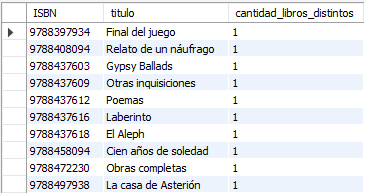 ISBN titulo cantidad_libros_distintos
9788397934 Final del juego 1
9788408094 Relato de un náufrago 1
9788437603 Gypsy Ballads 1
9788437609 Otras inquisiciones 1
9788437612 Poemas 1
9788437616 Laberinto 1
9788437618 El Aleph 1
9788458094 Cien años de soledad 1
9788472230 Obras completas 1
9788497938 La casa de Asterión 1